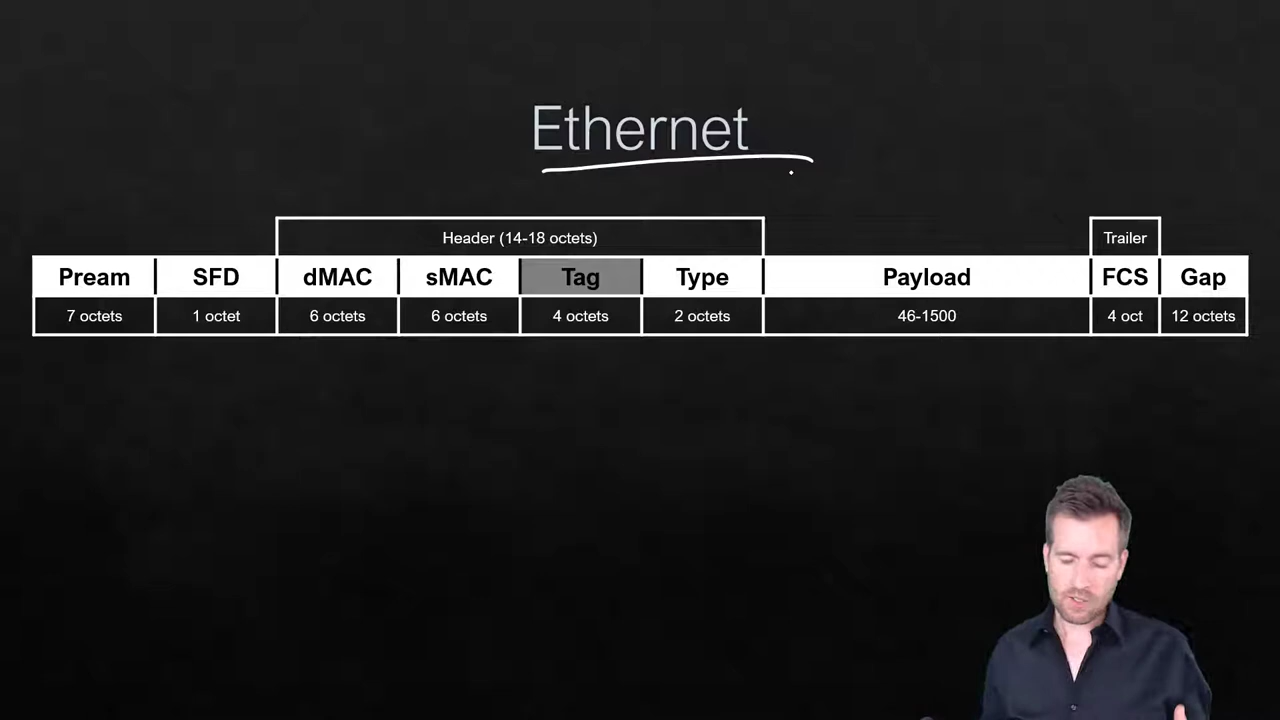 Ethernet
Header (14-18 octets) Trailer
Pream SFD dMAC sMAC Tag Type Payload FCS Gap
7 octets 1 octet 6 octets 6 octets 4 octets 2 octets 46-1500 4 oct 12 octets